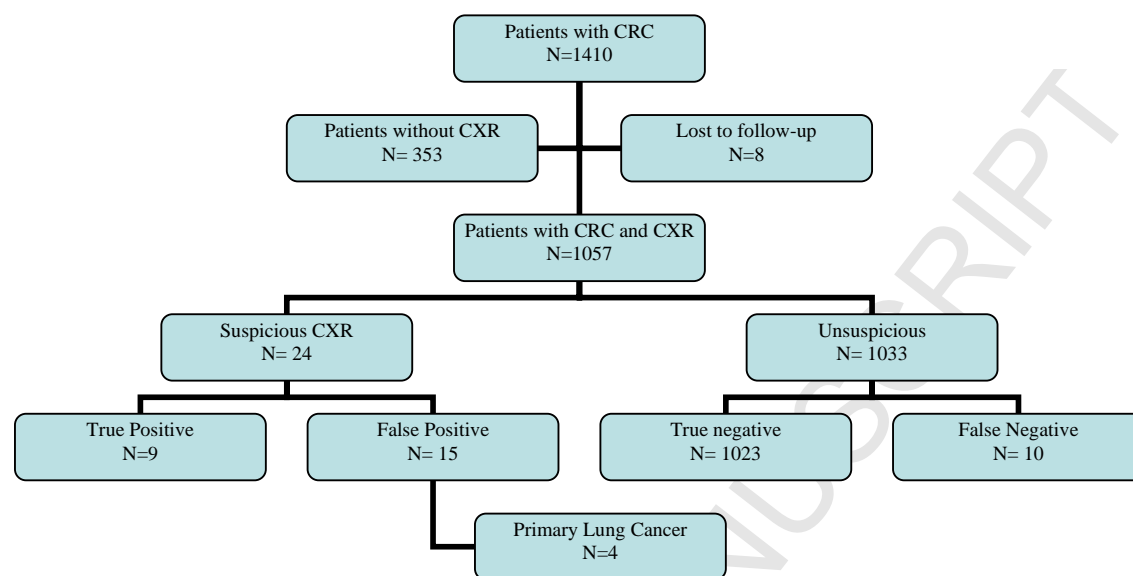 Patients with CRC
N=1410
Patients without CXR
N= 353
Lost to follow-up
N=8
Patients with CRC and CXR
N=1057
Suspicious CXR
N= 24
Unsuspicious
N= 1033
True Positive
N=9
False Positive
N= 15
True negative
N= 1023
False Negative
N= 10
Primary Lung Cancer
N=4
NUSCRIPT